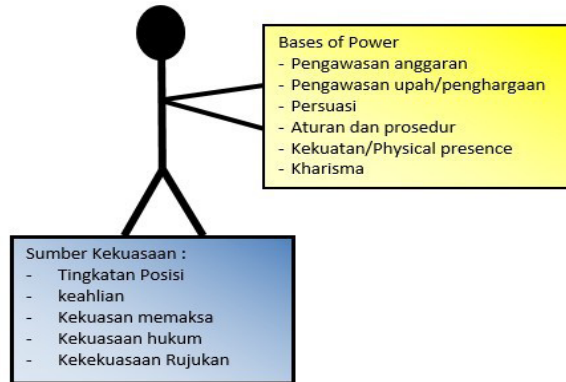 Bases of Power
- Pengawasan anggaran
- Pengawasan upah/penghargaan
- Persuasi
- Aturan dan prosedur
- Kekuatan/Physical presence
- Kharisma
Sumber Kekuasaan :
- Tingkatan Posisi
- keahlian
- Kekuasan memaksa
- Kekuasaan hukum
- Kekekuasaan Rujukan